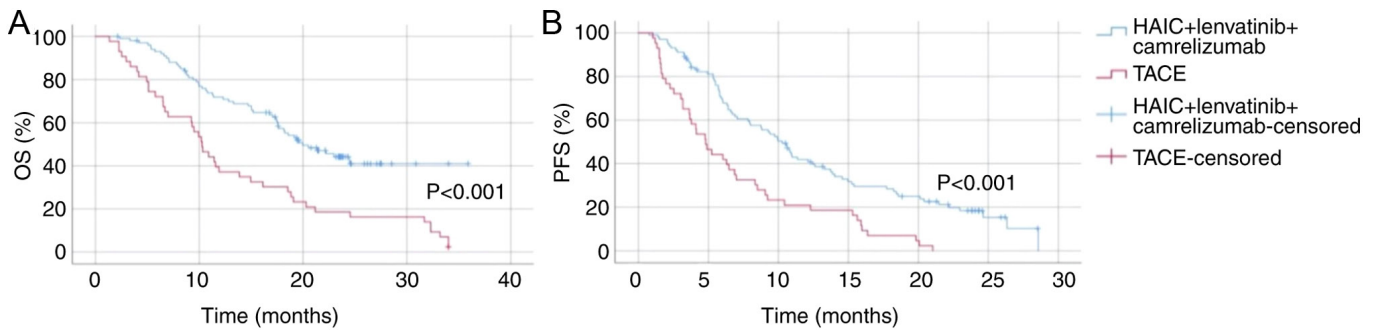 A
100
80
60
40
20
0
OS (%)
P<0.001
0 10 20 30 40
Time (months)
B
100
80
60
40
20
0
PFS (%)
P<0.001
0 5 10 15 20 25 30
Time (months)
HAIC+lenvatinib+
camrelizumab
TACE
HAIC+lenvatinib+
camrelizumab-censored
TACE-censored